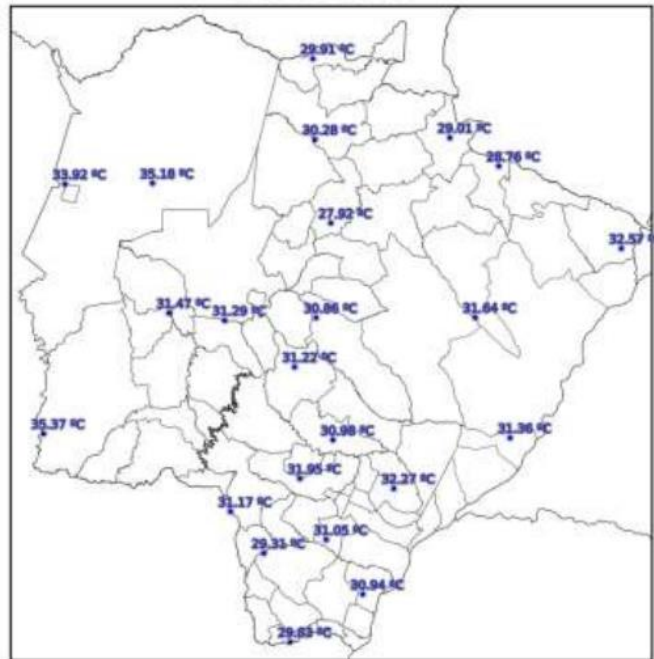 29.91 ºC
30.28 ºC
29.01 ºC
28.76 ºC
33.92 ºC
35.18 ºC
27.92 ºC
32.57
31.47 ºC
31.29 ºC
30.86 ºC
31.64 ºC
31.22 ºC
35.37 ºC
30.98 ºC
31.36 ºC
31.95 ºC
32.27 ºC
31.17 ºC
31.05 ºC
29.31 ºC
30.94 ºC
29.83 ºC